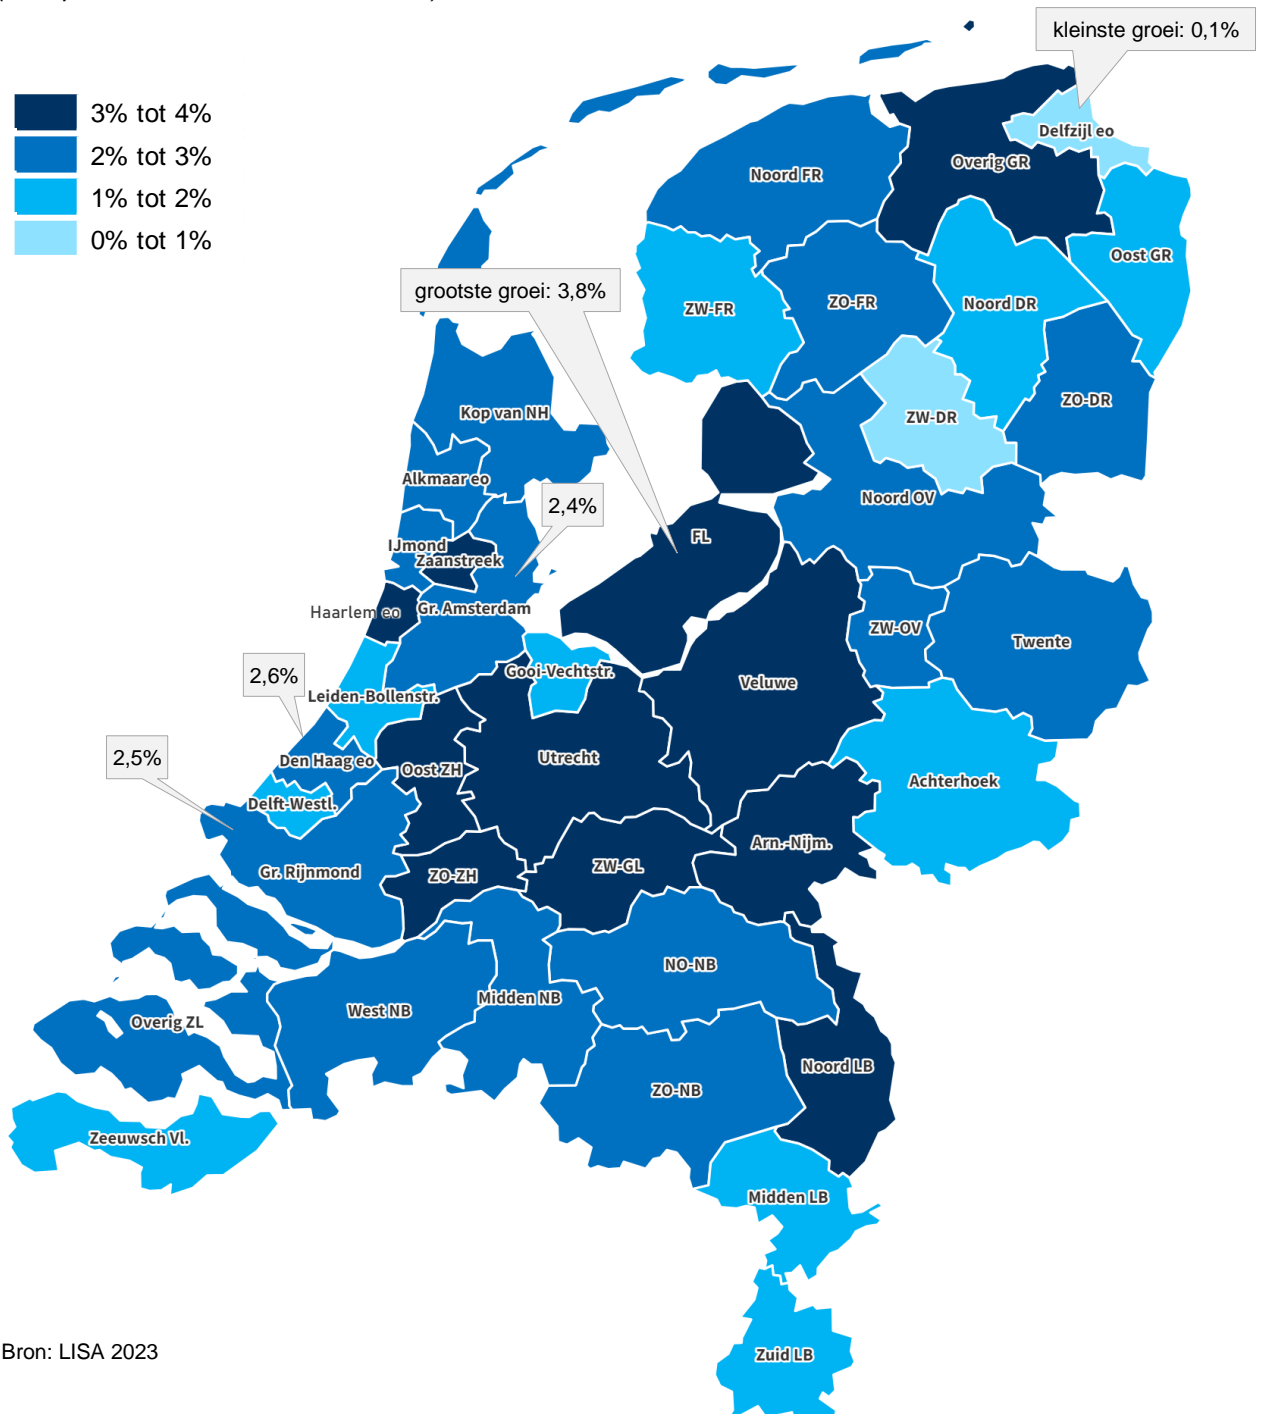 kleinste groei: 0,1%
3% tot 4%
2% tot 3%
1% tot 2%
0% tot 1%
Delfzijl eo
Overig GR
Noord FR
Oost GR
grootste groei: 3,8%
ZW-FR
ZO-FR
Noord DR
ZO-DR
Kop van NH
ZW-DR
Alkmaar eo
Noord OV
2,4%
FL
IJmond
Zaanstreek
Haarlem eo
Gr. Amsterdam
ZW-OV
Twente
2,6%
Gooi-Vechtstr.
Veluwe
Leiden-Bollenstr.
2,5%
Den Haag eo
Oost ZH
Utrecht
Achterhoek
Delft-Westl.
Arn.-Nijm.
Gr. Rijnmond
ZO-ZH
ZW-GL
NO-NB
Midden NB
West NB
Overig ZL
Noord LB
ZO-NB
Zeeuwsch Vl.
Midden LB
Bron: LISA 2023
Zuid LB